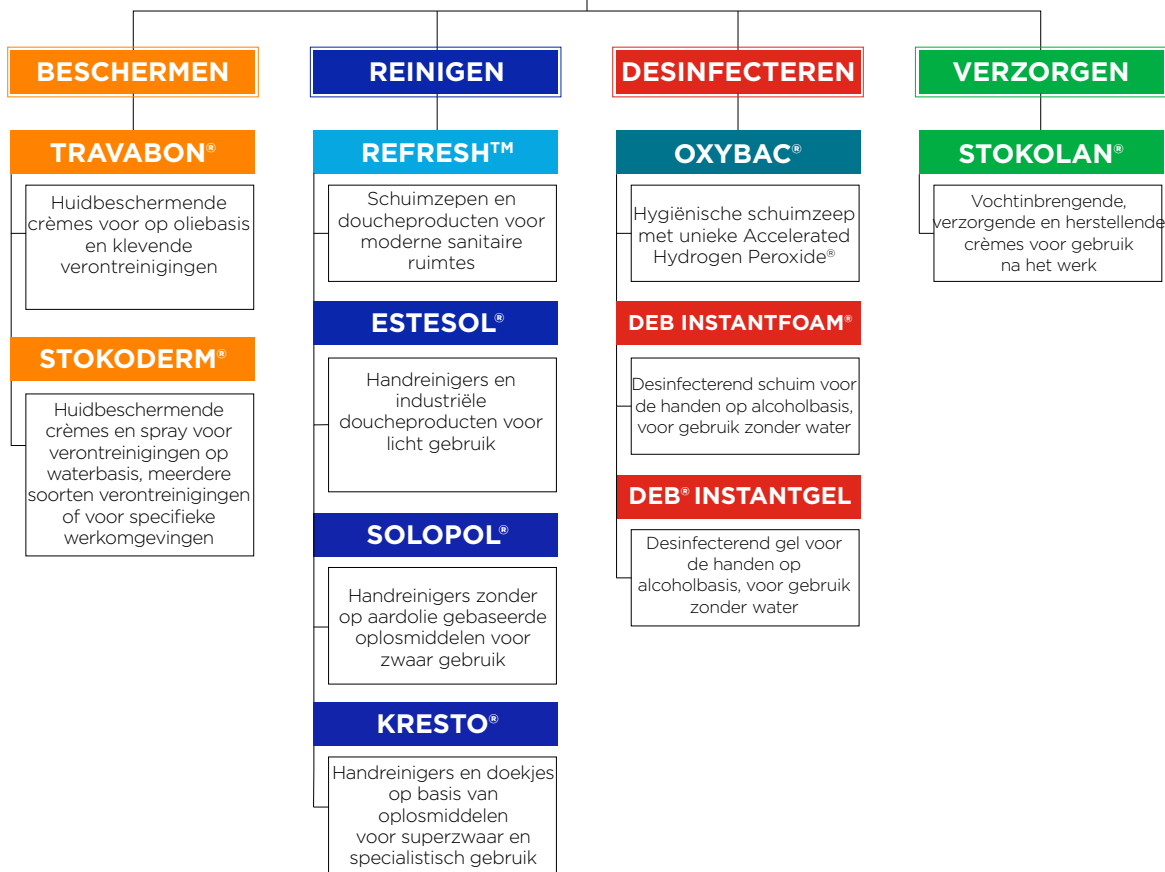 BESCHERMEN
TRAVABON®
Huidbeschermende
crèmes voor op oliebasis
en klevende
verontreinigingen
STOKODERM®
Huidbeschermende
crèmes en spray voor
verontreinigingen op
waterbasis, meerdere
soorten verontreinigingen
of voor specifieke
werkomgevingen
REINIGEN
REFRESH™
Schuimzepen en
doucheproducten voor
moderne sanitaire
ruimtes
ESTESOL®
Handreinigers en
industriële
doucheproducten voor
licht gebruik
SOLOPOL®
Handreinigers zonder
op aardolie gebaseerde
oplosmiddelen voor
zwaar gebruik
KRESTO®
Handreinigers en doekjes
op basis van
oplosmiddelen
voor superzwaar en
specialistisch gebruik
DESINFECTEREN
OXYBAC®
Hygiënische schuimzeep
met unieke Accelerated
Hydrogen Peroxide®
DEB INSTANTFOAM®
Desinfecterend schuim voor
de handen op alcoholbasis,
voor gebruik zonder water
DEB® INSTANTGEL
Desinfecterend gel voor
de handen op
alcoholbasis, voor gebruik
zonder water
VERZORGEN
STOKOLAN®
Vochtinbrengende,
verzorgende en herstellende
crèmes voor gebruik
na het werk